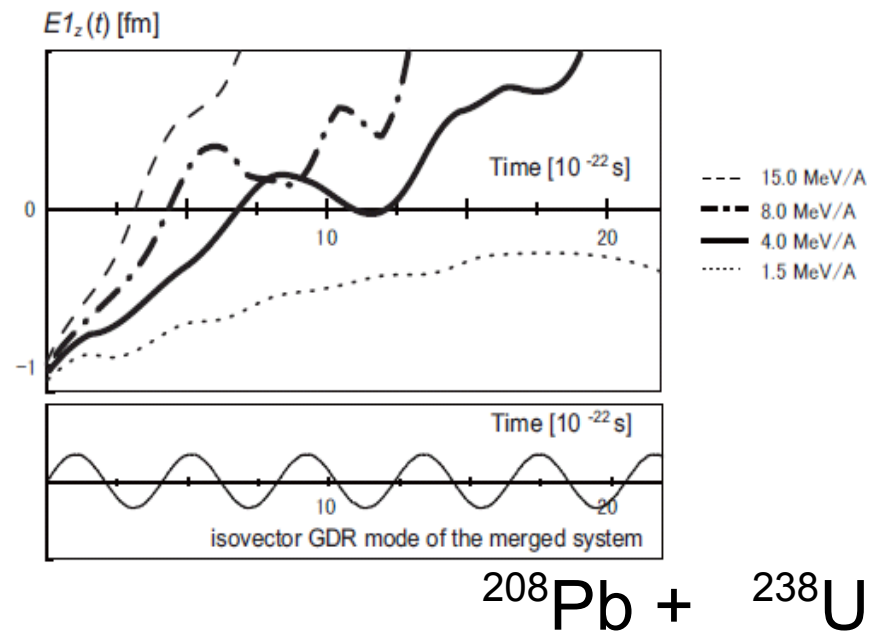 E1z(t) [fm]
Time [10 -22 s]
0
10
20
−1
15.0 MeV/A
8.0 MeV/A
4.0 MeV/A
1.5 MeV/A
Time [10 -22 s]
10
20
isovector GDR mode of the merged system
208Pb + 238U